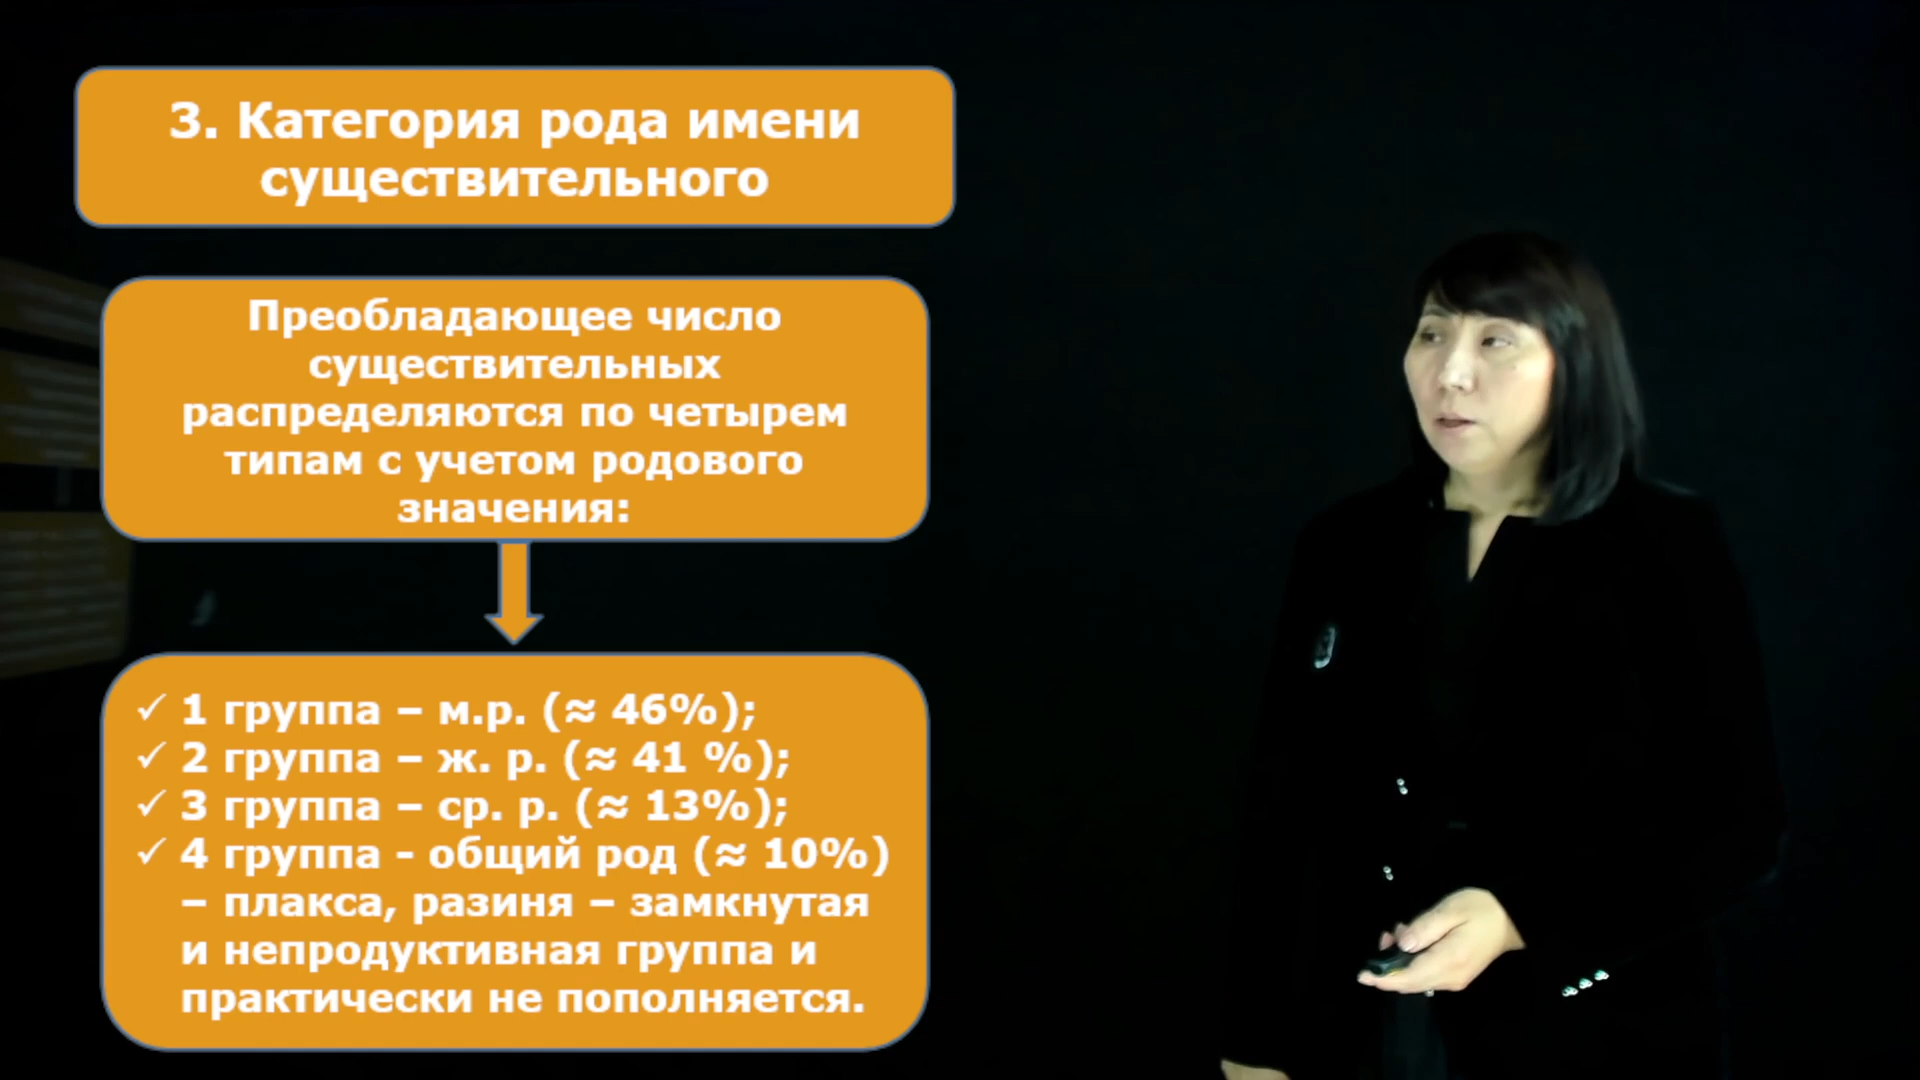 3. Категория рода имени
существительного
Преобладающее число
существительных
распределяются по четырем
типам с учетом родового
значения:
✓ 1 группа – м.р. (≈ 46%);
✓ 2 группа – ж. р. (≈ 41 %);
✓ 3 группа – ср. р. (≈ 13%);
✓ 4 группа - общий род (≈ 10%)
– плакса, разиня – замкнутая
и непродуктивная группа и
практически не пополняется.